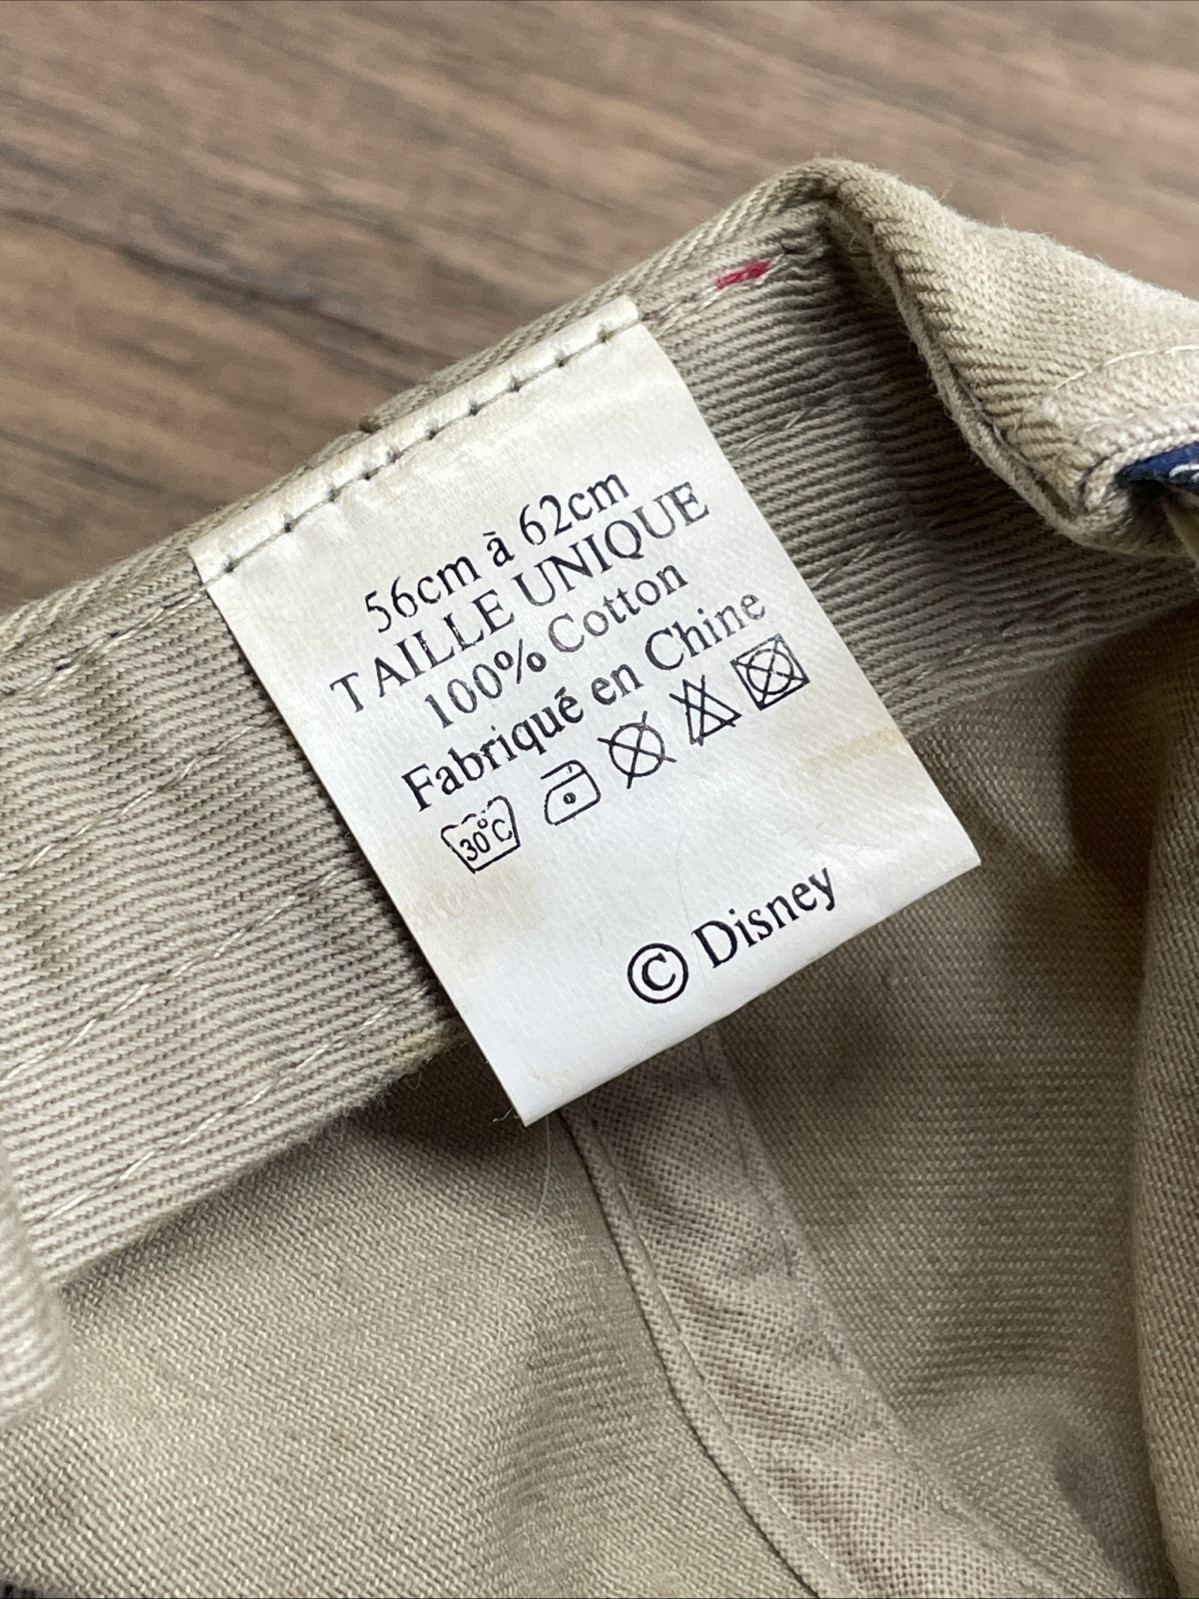 56cm à 62cm
TAILLE UNIQUE
100% Cotton
Fabriqué en Chine
30°C
© Disney